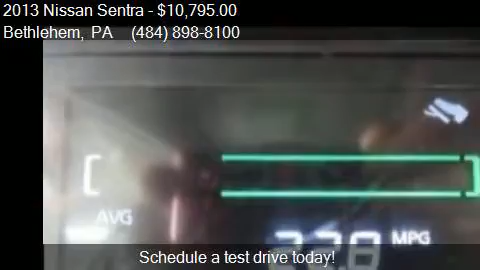 2013 Nissan Sentra - $10,795.00
Bethlehem, PA (484) 898-8100
AVG
MPG
Schedule a test drive today!